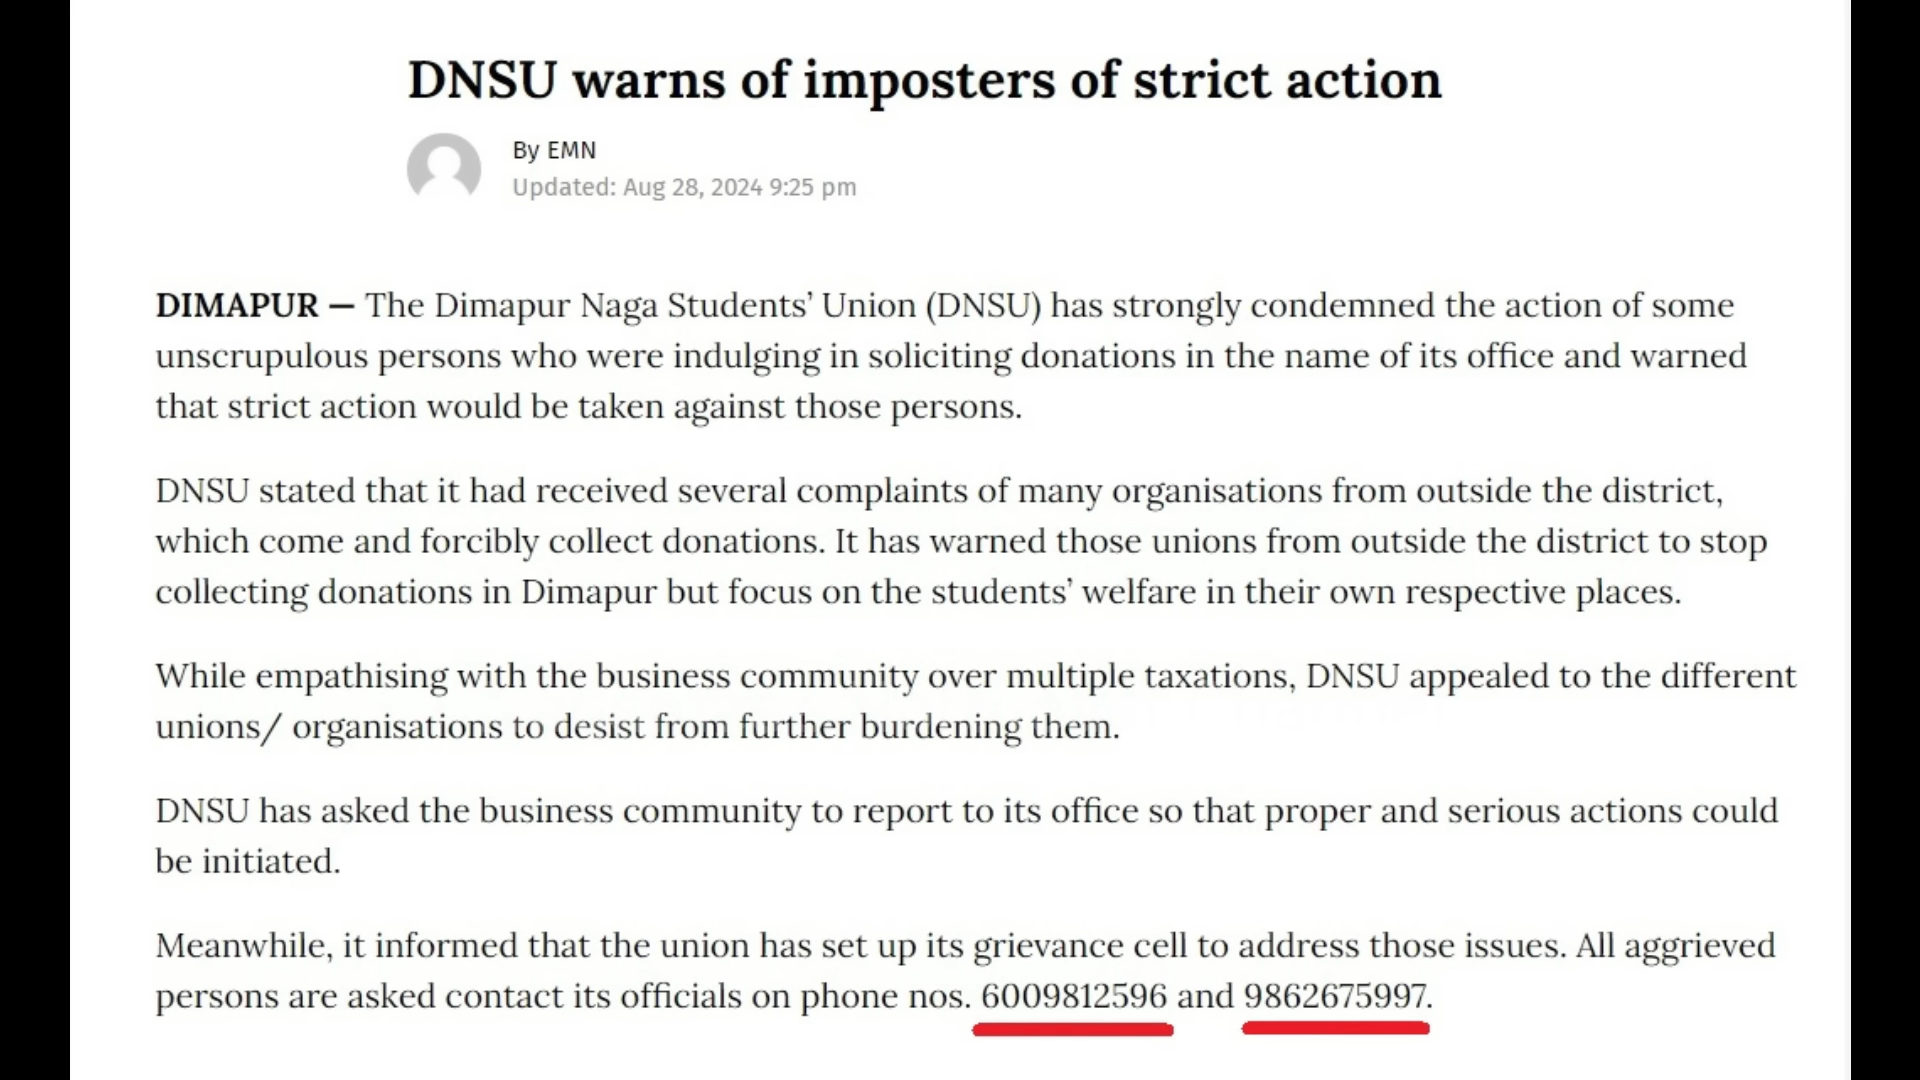 DNSU warns of imposters of strict action
By EMN
Updated: Aug 28, 2024 9:25 pm
DIMAPUR — The Dimapur Naga Students’ Union (DNSU) has strongly condemned the action of some
unscrupulous persons who were indulging in soliciting donations in the name of its office and warned
that strict action would be taken against those persons.
DNSU stated that it had received several complaints of many organisations from outside the district,
which come and forcibly collect donations. It has warned those unions from outside the district to stop
collecting donations in Dimapur but focus on the students’ welfare in their own respective places.
While empathising with the business community over multiple taxations, DNSU appealed to the different
unions/ organisations to desist from further burdening them.
DNSU has asked the business community to report to its office so that proper and serious actions could
be initiated.
Meanwhile, it informed that the union has set up its grievance cell to address those issues. All aggrieved
persons are asked contact its officials on phone nos. 6009812596 and 9862675997.